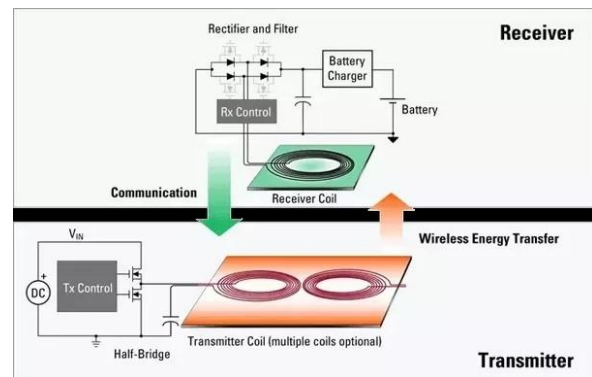 Rectifier and Filter
Receiver
Battery
Charger
Rx Control
Battery
Communication
Receiver Coil
Wireless Energy Transfer
VIN
+
DC
Tx Control
Half-Bridge
Transmitter Coil (multiple coils optional)
Transmitter